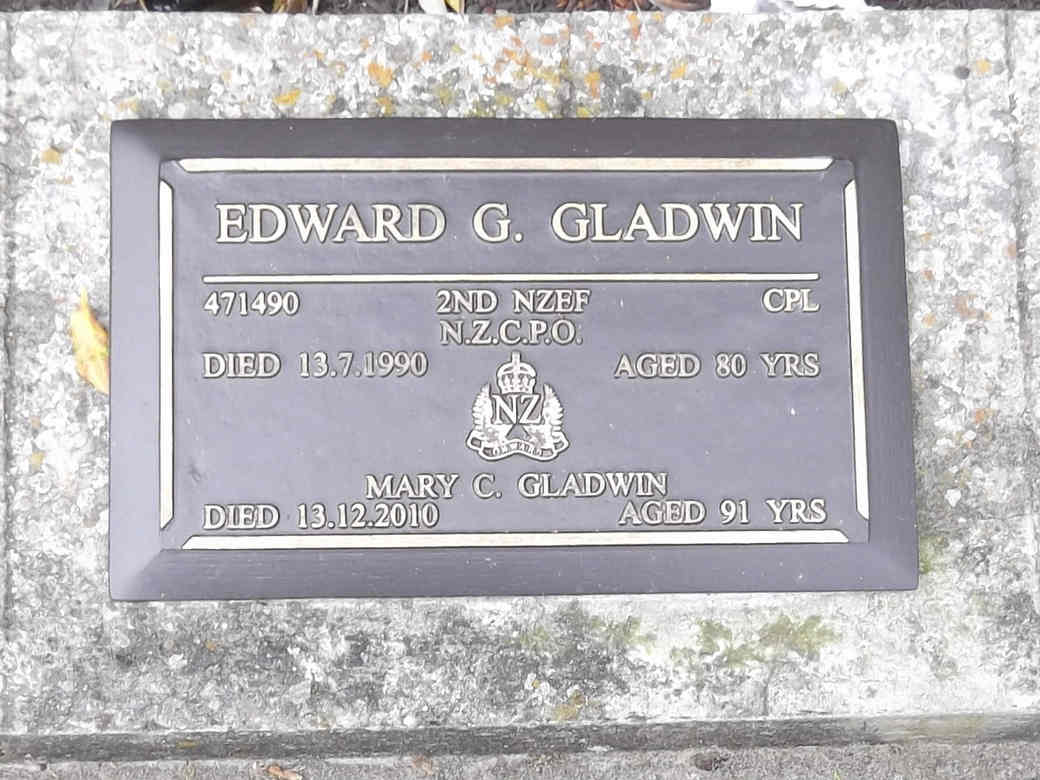 EDWARD G. GLADWIN
471490 2ND NZEF CPL
N.Z.C.P.O.
DIED 13.7.1990 AGED 80 YRS
NZ
ONWARD
MARY C. GLADWIN
DIED 13.12.2010 AGED 91 YRS